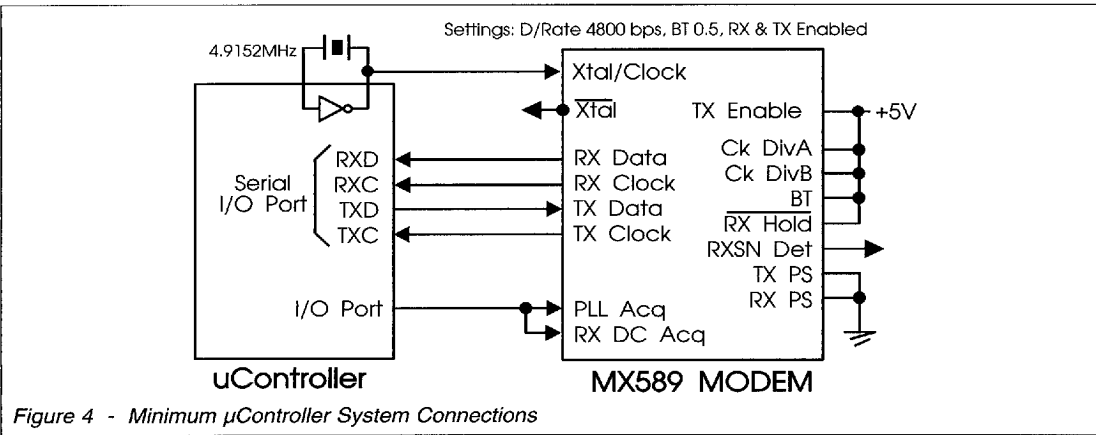 Settings: D/Rate 4800 bps, BT 0.5, RX & TX Enabled
4.9152MHz
Xtal/Clock
Xtal
TX Enable
+5V
Ck DivA
Ck DivB
BT
RX Hold
RXSN Det
TX PS
RX PS
RX Data
RX Clock
TX Data
TX Clock
PLL Acq
RX DC Acq
RXD
RXC
TXD
TXC
Serial
I/O Port
I/O Port
uController
MX589 MODEM
Figure 4 - Minimum µController System Connections